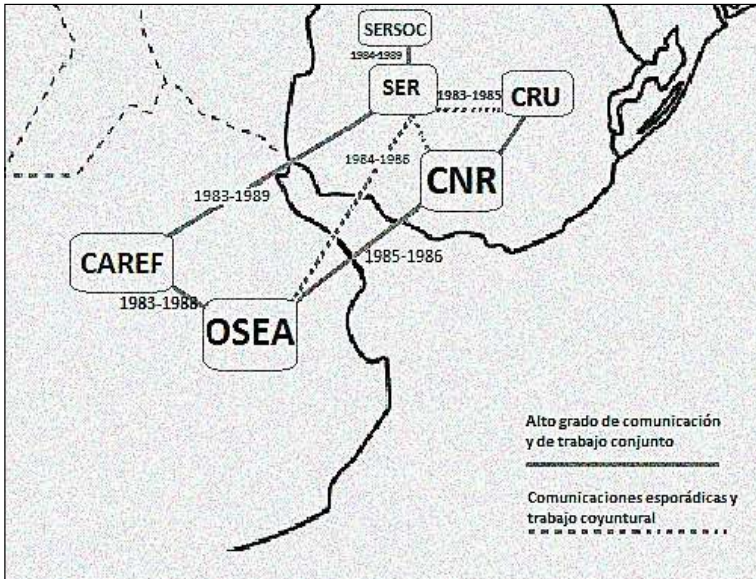 SERSOC
1984-1989
SER
1983-1985
CRU
1984-1986
CNR
1983-1989
CAREF
1985-1986
1983-1988
OSEA
Alto grado de comunicación
y de trabajo conjunto
Comunicaciones esporádicas y
trabajo coyuntural